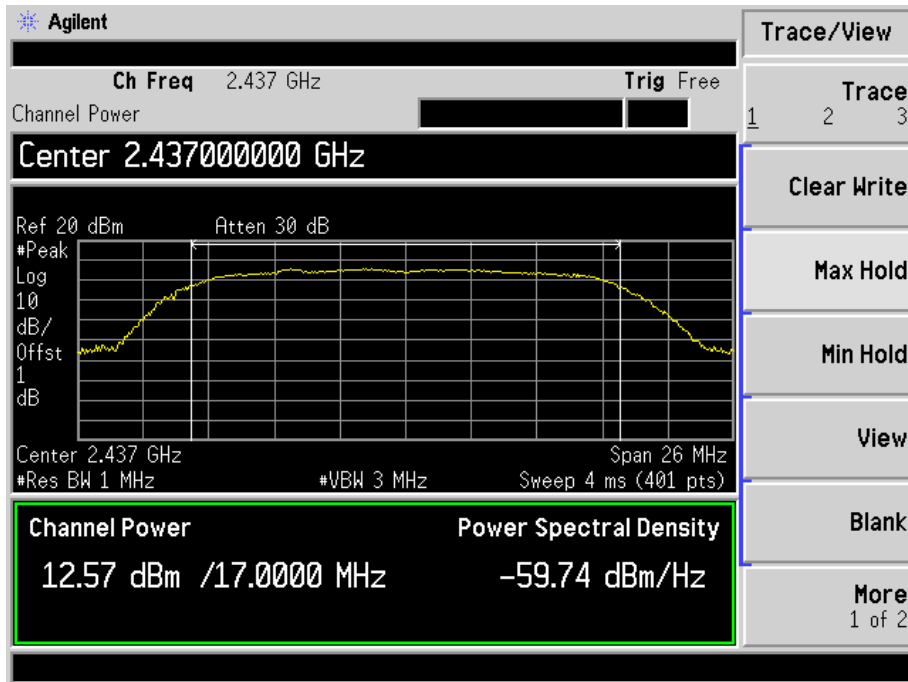 Agilent
Trace/View
Ch Freq 2.437 GHz Trig Free
Channel Power
Center 2.437000000 GHz
Ref 20 dBm Atten 30 dB
#Peak
Log
10
dB/
Offst
1
dB
Center 2.437 GHz Span 26 MHz
#Res BW 1 MHz #VBW 3 MHz Sweep 4 ms (401 pts)
Channel Power Power Spectral Density
12.57 dBm /17.0000 MHz -59.74 dBm/Hz
Trace
1 2 3
Clear Write
Max Hold
Min Hold
View
Blank
More
1 of 2